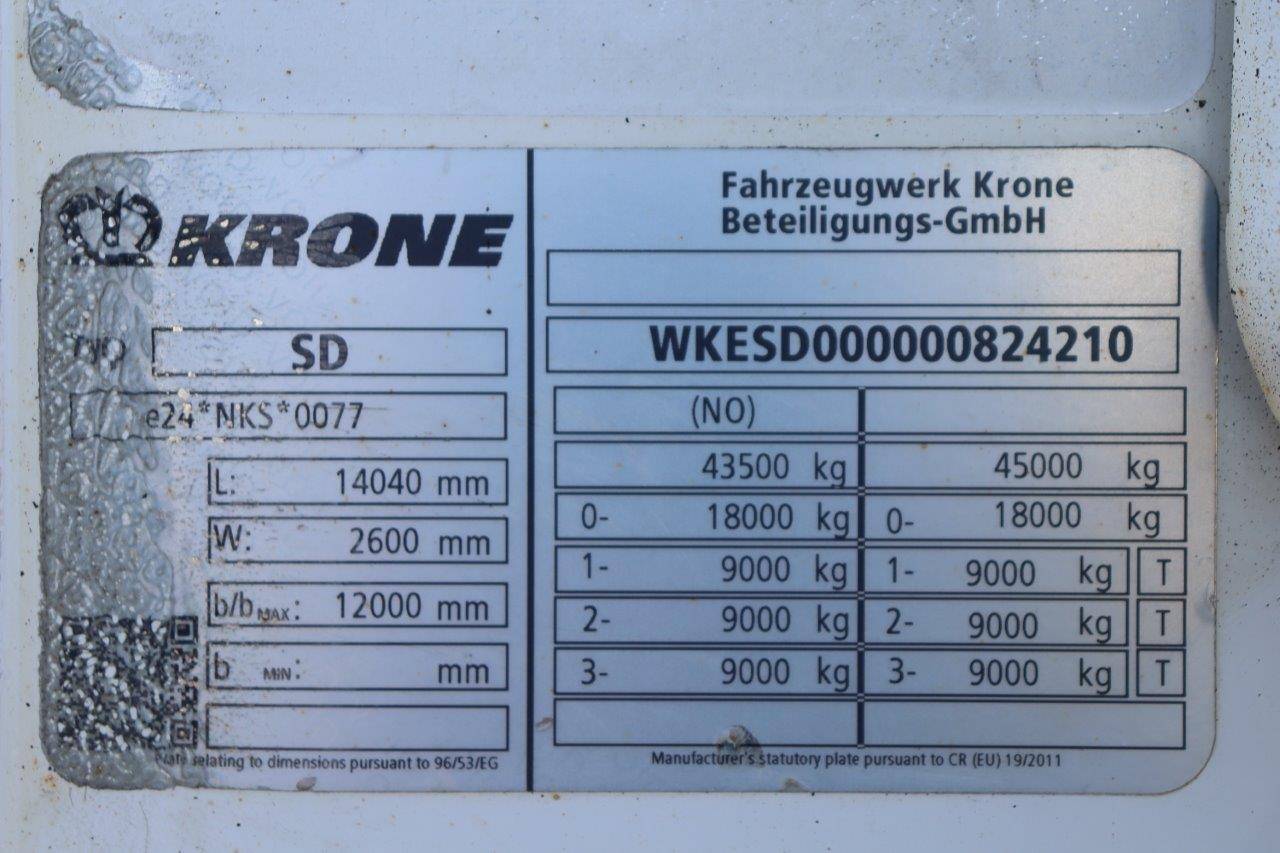 KRONE
SD
e24*NKS*0077
L: 14040 mm
W: 2600 mm
b/b MAX: 12000 mm
b MIN: mm
Plate relating to dimensions pursuant to 96/53/EG
Fahrzeugwerk Krone
Beteiligungs-GmbH
WKESD000000824210
(NO)
43500 kg 45000 kg
0- 18000 kg 0- 18000 kg
1- 9000 kg 1- 9000 kg T
2- 9000 kg 2- 9000 kg T
3- 9000 kg 3- 9000 kg T
Manufacturer's statutory plate pursuant to CR (EU) 19/2011